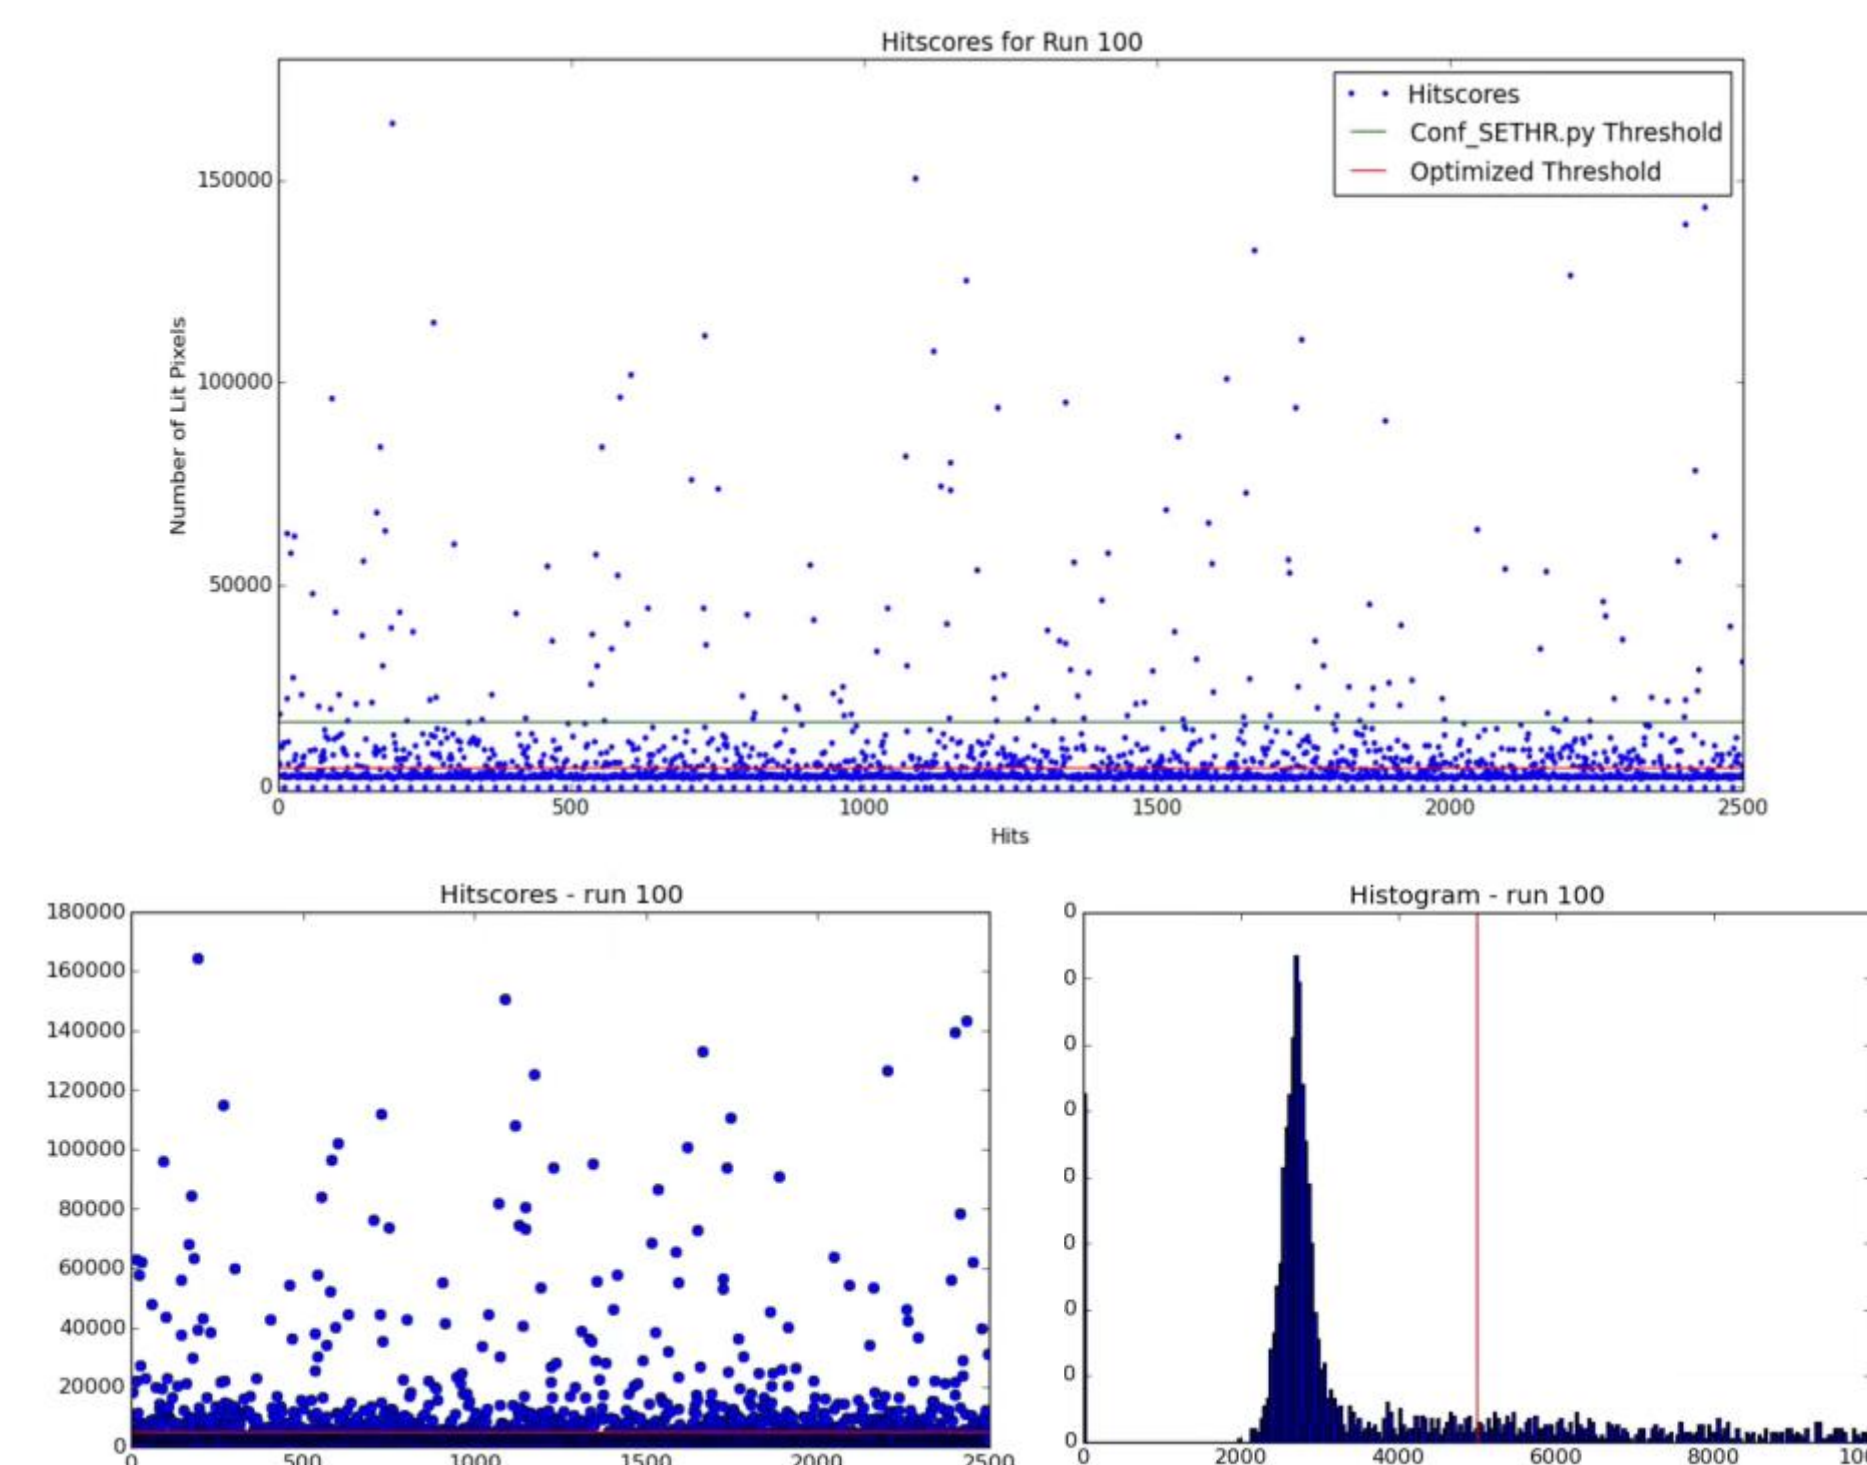 Hitscores for Run 100
Hitscores
Conf_SETHR.py Threshold
Optimized Threshold
150000
100000
50000
0
Number of Lit Pixels
0 500 1000 1500 2000 2500
Hits
Hitscores - run 100
180000
160000
140000
120000
100000
80000
60000
40000
20000
0
0 500 1000 1500 2000 2500
Histogram - run 100
0
0
0
0
0
0
0
0
0
0 2000 4000 6000 8000 100